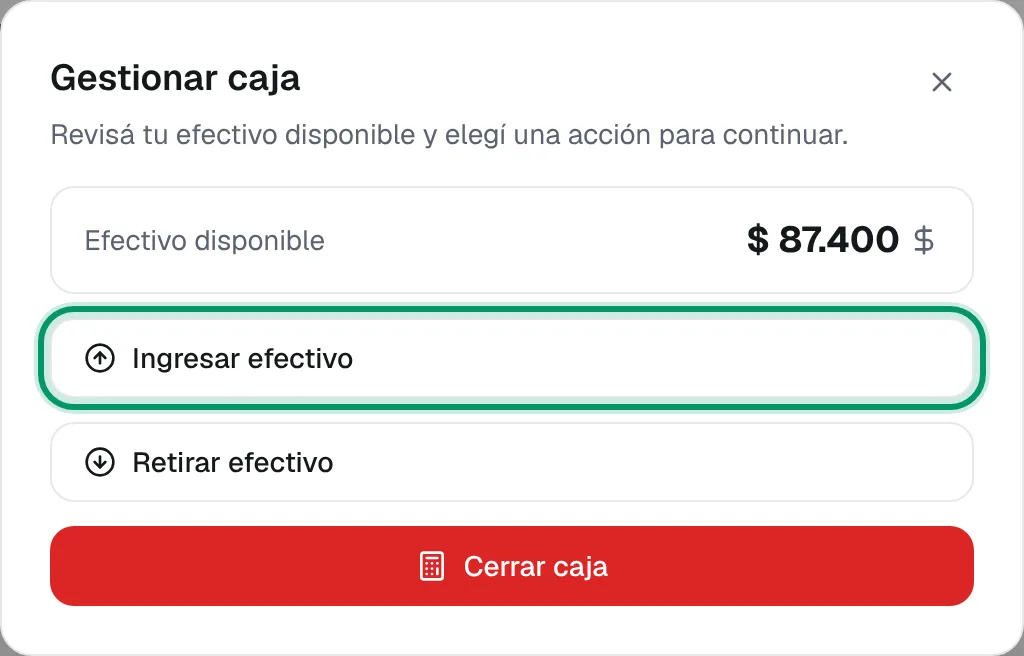 Gestionar caja
Revisá tu efectivo disponible y elegí una acción para continuar.
Efectivo disponible
$ 87.400 $
Ingresar efectivo
Retirar efectivo
Cerrar caja